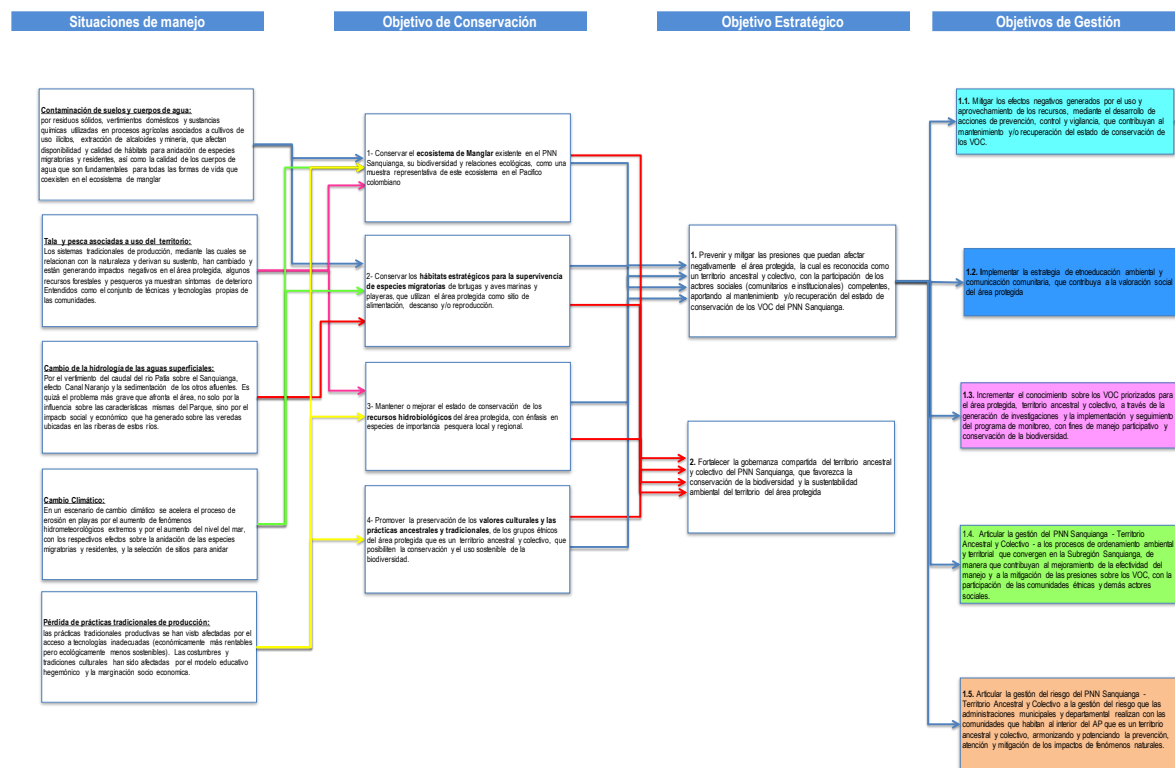 Situaciones de manejo
Objetivo de Conservación
Objetivo Estratégico
Objetivos de Gestión
Contaminación de suelos y cuerpos de agua:
por residuos sólidos, vertimientos domésticos y sustancias
químicas utilizadas en procesos agrícolas asociados a cultivos de
uso ilícitos, extracción de alcaloides y minería, que afectan
disponibilidad y calidad de hábitats para anidación de especies
migratorias y residentes, así como la calidad de los cuerpos de
agua que son fundamentales para todas las formas de vida que
coexisten en el ecosistema de manglar
Tala y pesca asociadas a uso del territorio:
Los sistemas tradicionales de producción, mediante las cuales se
relacionan con la naturaleza y derivan su sustento, han cambiado y
están generando impactos negativos en el área protegida, algunos
recursos forestales y pesqueros ya muestran síntomas de deterioro
Entendidos como el conjunto de técnicas y tecnologías propias de
las comunidades.
Cambio de la hidrología de las aguas superficiales:
Por el vertimiento del caudal del río Patía sobre el Sanquianga,
efecto Canal Naranjo y la sedimentación de los otros afluentes. Es
quizá el problema más grave que afronta el área, no solo por la
influencia sobre las características mismas del Parque, sino por el
impacto social y económico que ha generado sobre las veredas
ubicadas en las riberas de estos ríos.
Cambio Climático:
En un escenario de cambio climático se acelera el proceso de
erosión en playas por el aumento de fenómenos
hidrometeorológicos extremos y por el aumento del nivel del mar,
con los respectivos efectos sobre la anidación de las especies
migratorias y residentes, y la selección de sitios para anidar
Pérdida de prácticas tradicionales de producción:
las prácticas tradicionales productivas se han visto afectadas por el
acceso a tecnologías inadecuadas (económicamente más rentables
pero ecológicamente menos sostenibles). Las costumbres y
tradiciones culturales han sido afectadas por el modelo educativo
hegemónico y la marginación socio economica.
1- Conservar el ecosistema de Manglar existente en el PNN
Sanquianga, su biodiversidad y relaciones ecológicas, como una
muestra representativa de este ecosistema en el Pacífico
colombiano
2- Conservar los hábitats estratégicos para la supervivencia
de especies migratorias de tortugas y aves marinas y
playeras, que utilizan el área protegida como sitio de
alimentación, descanso y/o reproducción.
3- Mantener o mejorar el estado de conservación de los
recursos hidrobiológicos del área protegida, con énfasis en
especies de importancia pesquera local y regional.
4- Promover la preservación de los valores culturales y las
prácticas ancestrales y tradicionales, de los grupos étnicos
del área protegida que es un territorio ancestral y colectivo, que
posibiliten la conservación y el uso sostenible de la
biodiversidad.
1. Prevenir y mitigar las presiones que puedan afectar
negativamente el área protegida, la cual es reconocida como
un territorio ancestral y colectivo, con la participación de los
actores sociales (comunitarios e institucionales) competentes,
aportando al mantenimiento y/o recuperación del estado de
conservación de los VOC del PNN Sanquianga.
2. Fortalecer la gobernanza compartida del territorio ancestral
y colectivo del PNN Sanquianga, que favorezca la
conservación de la biodiversidad y la sustentabilidad
ambiental del territorio del área protegida
1.1. Mitigar los efectos negativos generados por el uso y
aprovechamiento de los recursos, mediante el desarrollo de
acciones de prevención, control y vigilancia, que contribuyan al
mantenimiento y/o recuperación del estado de conservación de
los VOC.
1.2. Implementar la estrategia de etnoeducación ambiental y
comunicación comunitaria, que contribuya a la valoración social
del área protegida
1.3. Incrementar el conocimiento sobre los VOC priorizados para
el área protegida, territorio ancestral y colectivo, a través de la
generación de investigaciones y la implementación y seguimiento
del programa de monitoreo, con fines de manejo participativo y
conservación de la biodiversidad.
1.4. Articular la gestión del PNN Sanquianga - Territorio
Ancestral y Colectivo - a los procesos de ordenamiento ambiental
y territorial que convergen en la Subregión Sanquianga, de
manera que contribuyan al mejoramiento de la efectividad del
manejo y a la mitigación de las presiones sobre los VOC, con la
participación de las comunidades étnicas y demás actores
sociales.
1.5. Articular la gestión del riesgo del PNN Sanquianga -
Territorio Ancestral y Colectivo a la gestión del riesgo que las
administraciones municipales y departamental realizan con las
comunidades que habitan al interior del AP que es un territorio
ancestral y colectivo, armonizando y potenciando la prevención,
atención y mitigación de los impactos de fenómenos naturales.